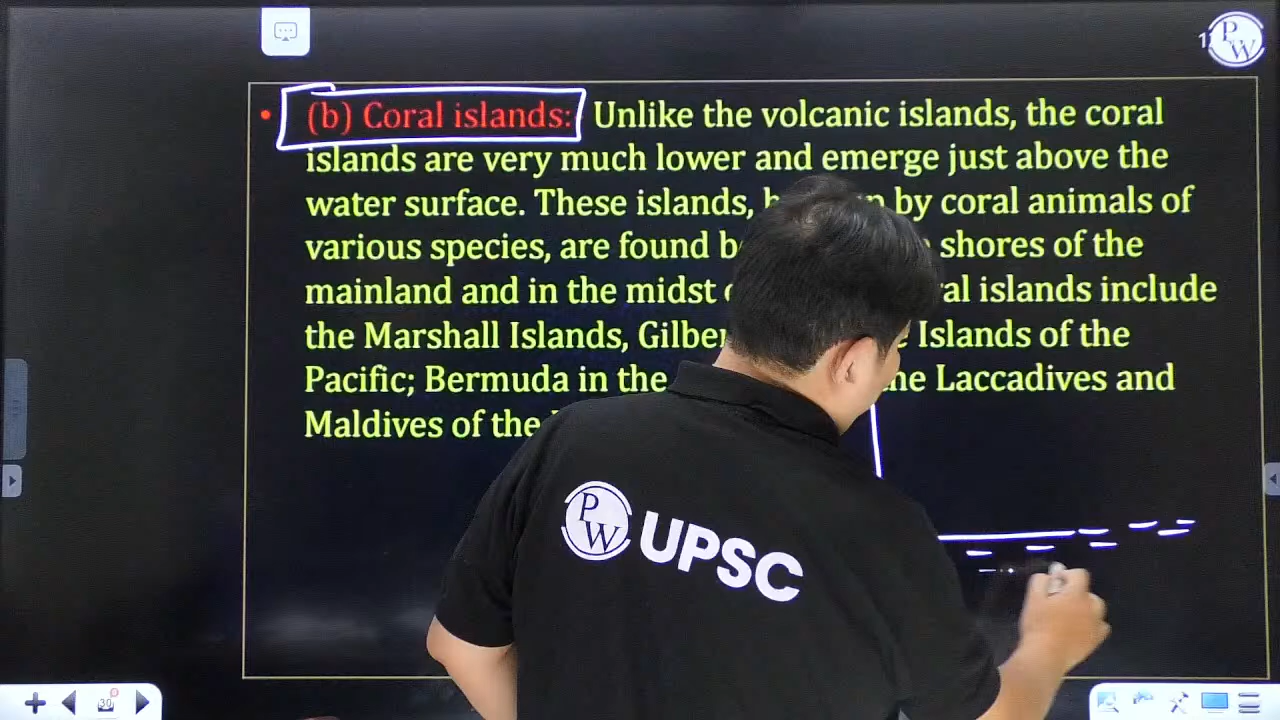 PW
• (b) Coral islands: Unlike the volcanic islands, the coral
islands are very much lower and emerge just above the
water surface. These islands, by coral animals of
various species, are found shores of the
mainland and in the midst islands include
the Marshall Islands, Islands of the
Pacific; Bermuda in the Laccadives and
Maldives of the
PW UPSC
30